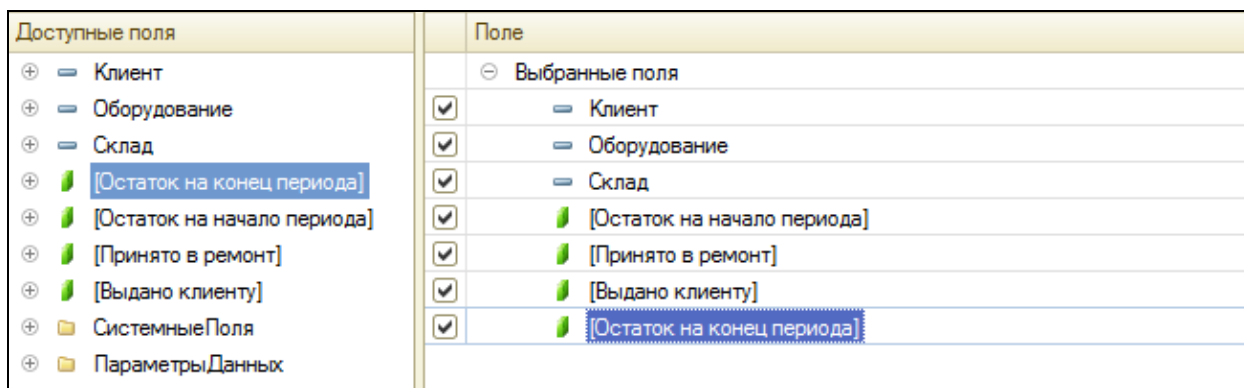 Доступные поля
Клиент
Оборудование
Склад
[Остаток на конец периода]
[Остаток на начало периода]
[Принято в ремонт]
[Выдано клиенту]
СистемныеПоля
ПараметрыДанных
Поле
Выбранные поля
Клиент
Оборудование
Склад
[Остаток на начало периода]
[Принято в ремонт]
[Выдано клиенту]
[Остаток на конец периода]